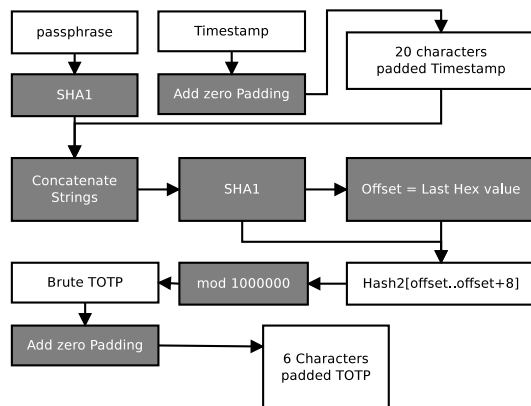 passphrase
Timestamp
20 characters
padded Timestamp
SHA1
Add zero Padding
Concatenate
Strings
SHA1
Offset = Last Hex value
Brute TOTP
mod 1000000
Hash2[offset..offset+8]
Add zero Padding
6 Characters
padded TOTP